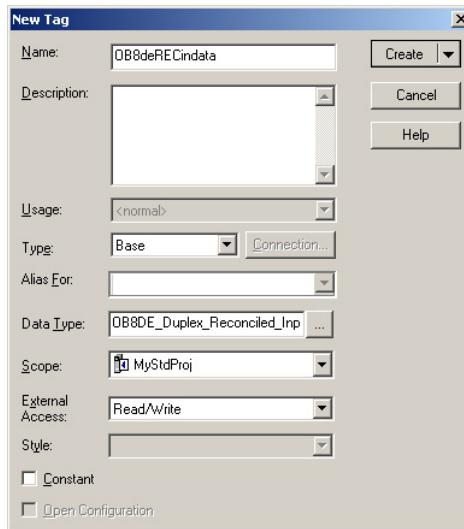 New Tag
Name: OB8deRECindata Create
Description: Cancel
Help
Usage: <normal>
Type: Base Connection...
Alias For:
Data Type: OB8DE_Duplex_Reconciled_Inp ...
Scope: MyStdProj
External
Access: Read/Write
Style:
Constant
Open Configuration